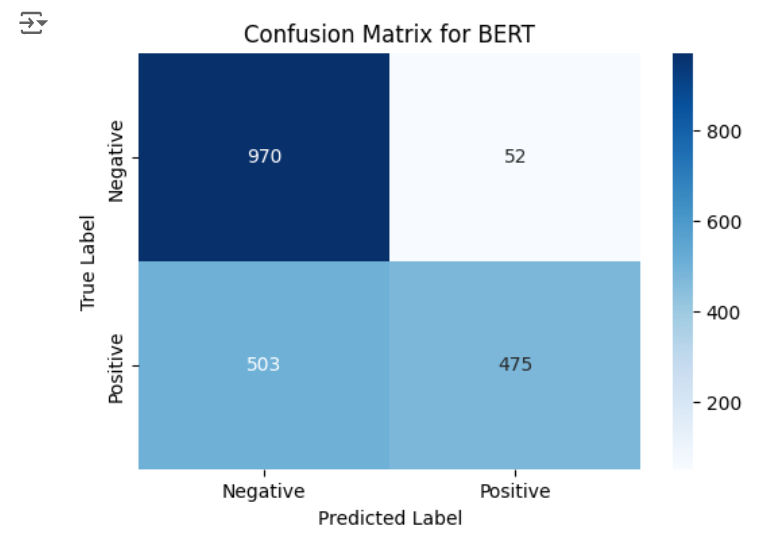 Confusion Matrix for BERT
Negative
970
52
800
600
True Label
400
Positive
503
475
200
Negative
Positive
Predicted Label